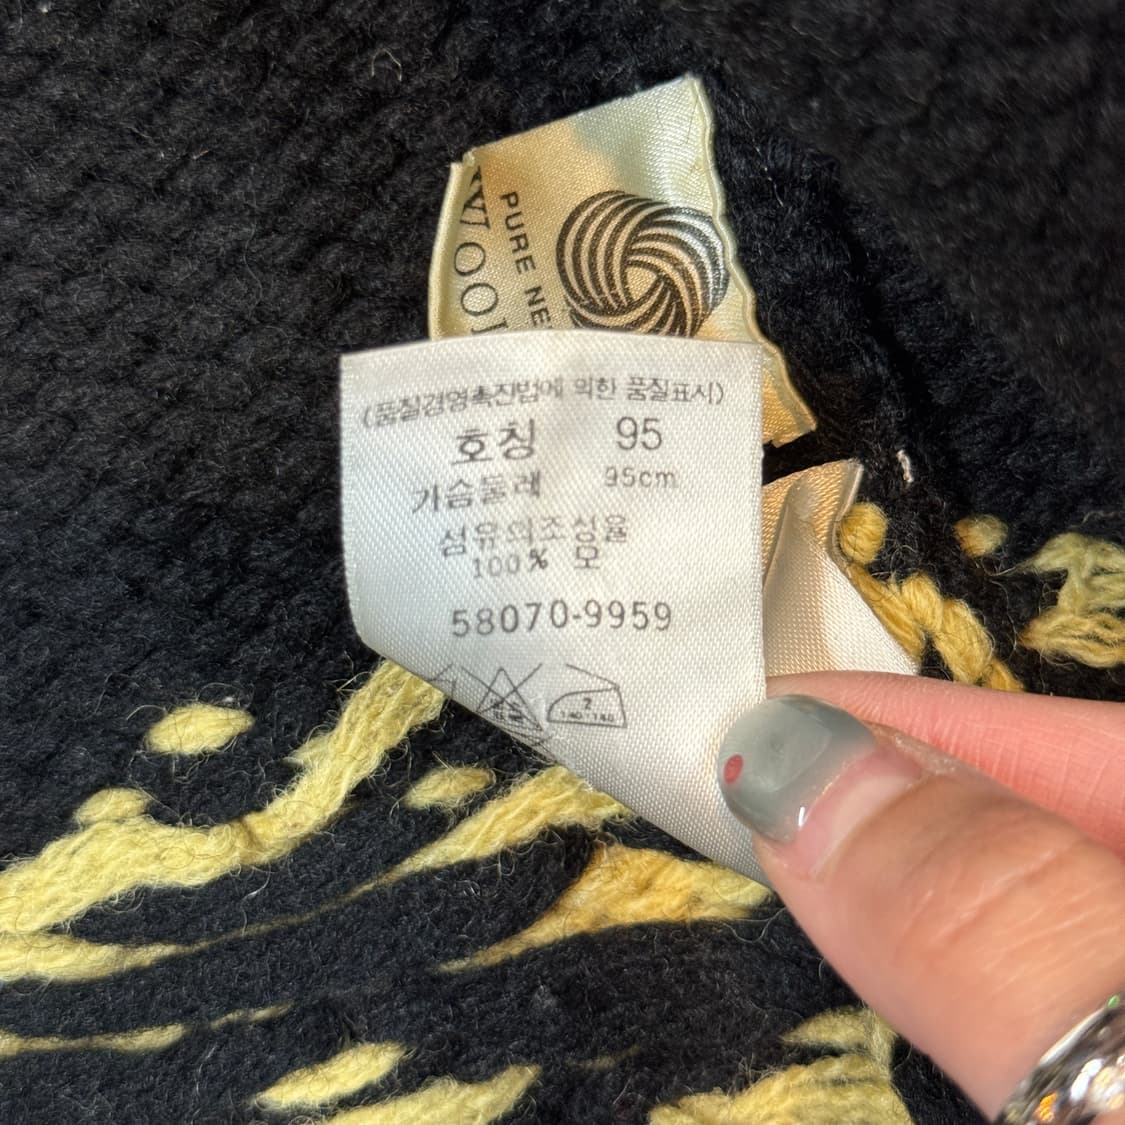 PURE NE
WOOL
(품질경영촉진법에 의한 품질표시)
호칭 95
가슴둘레 95cm
섬유의조성율
100% 모
58070-9959